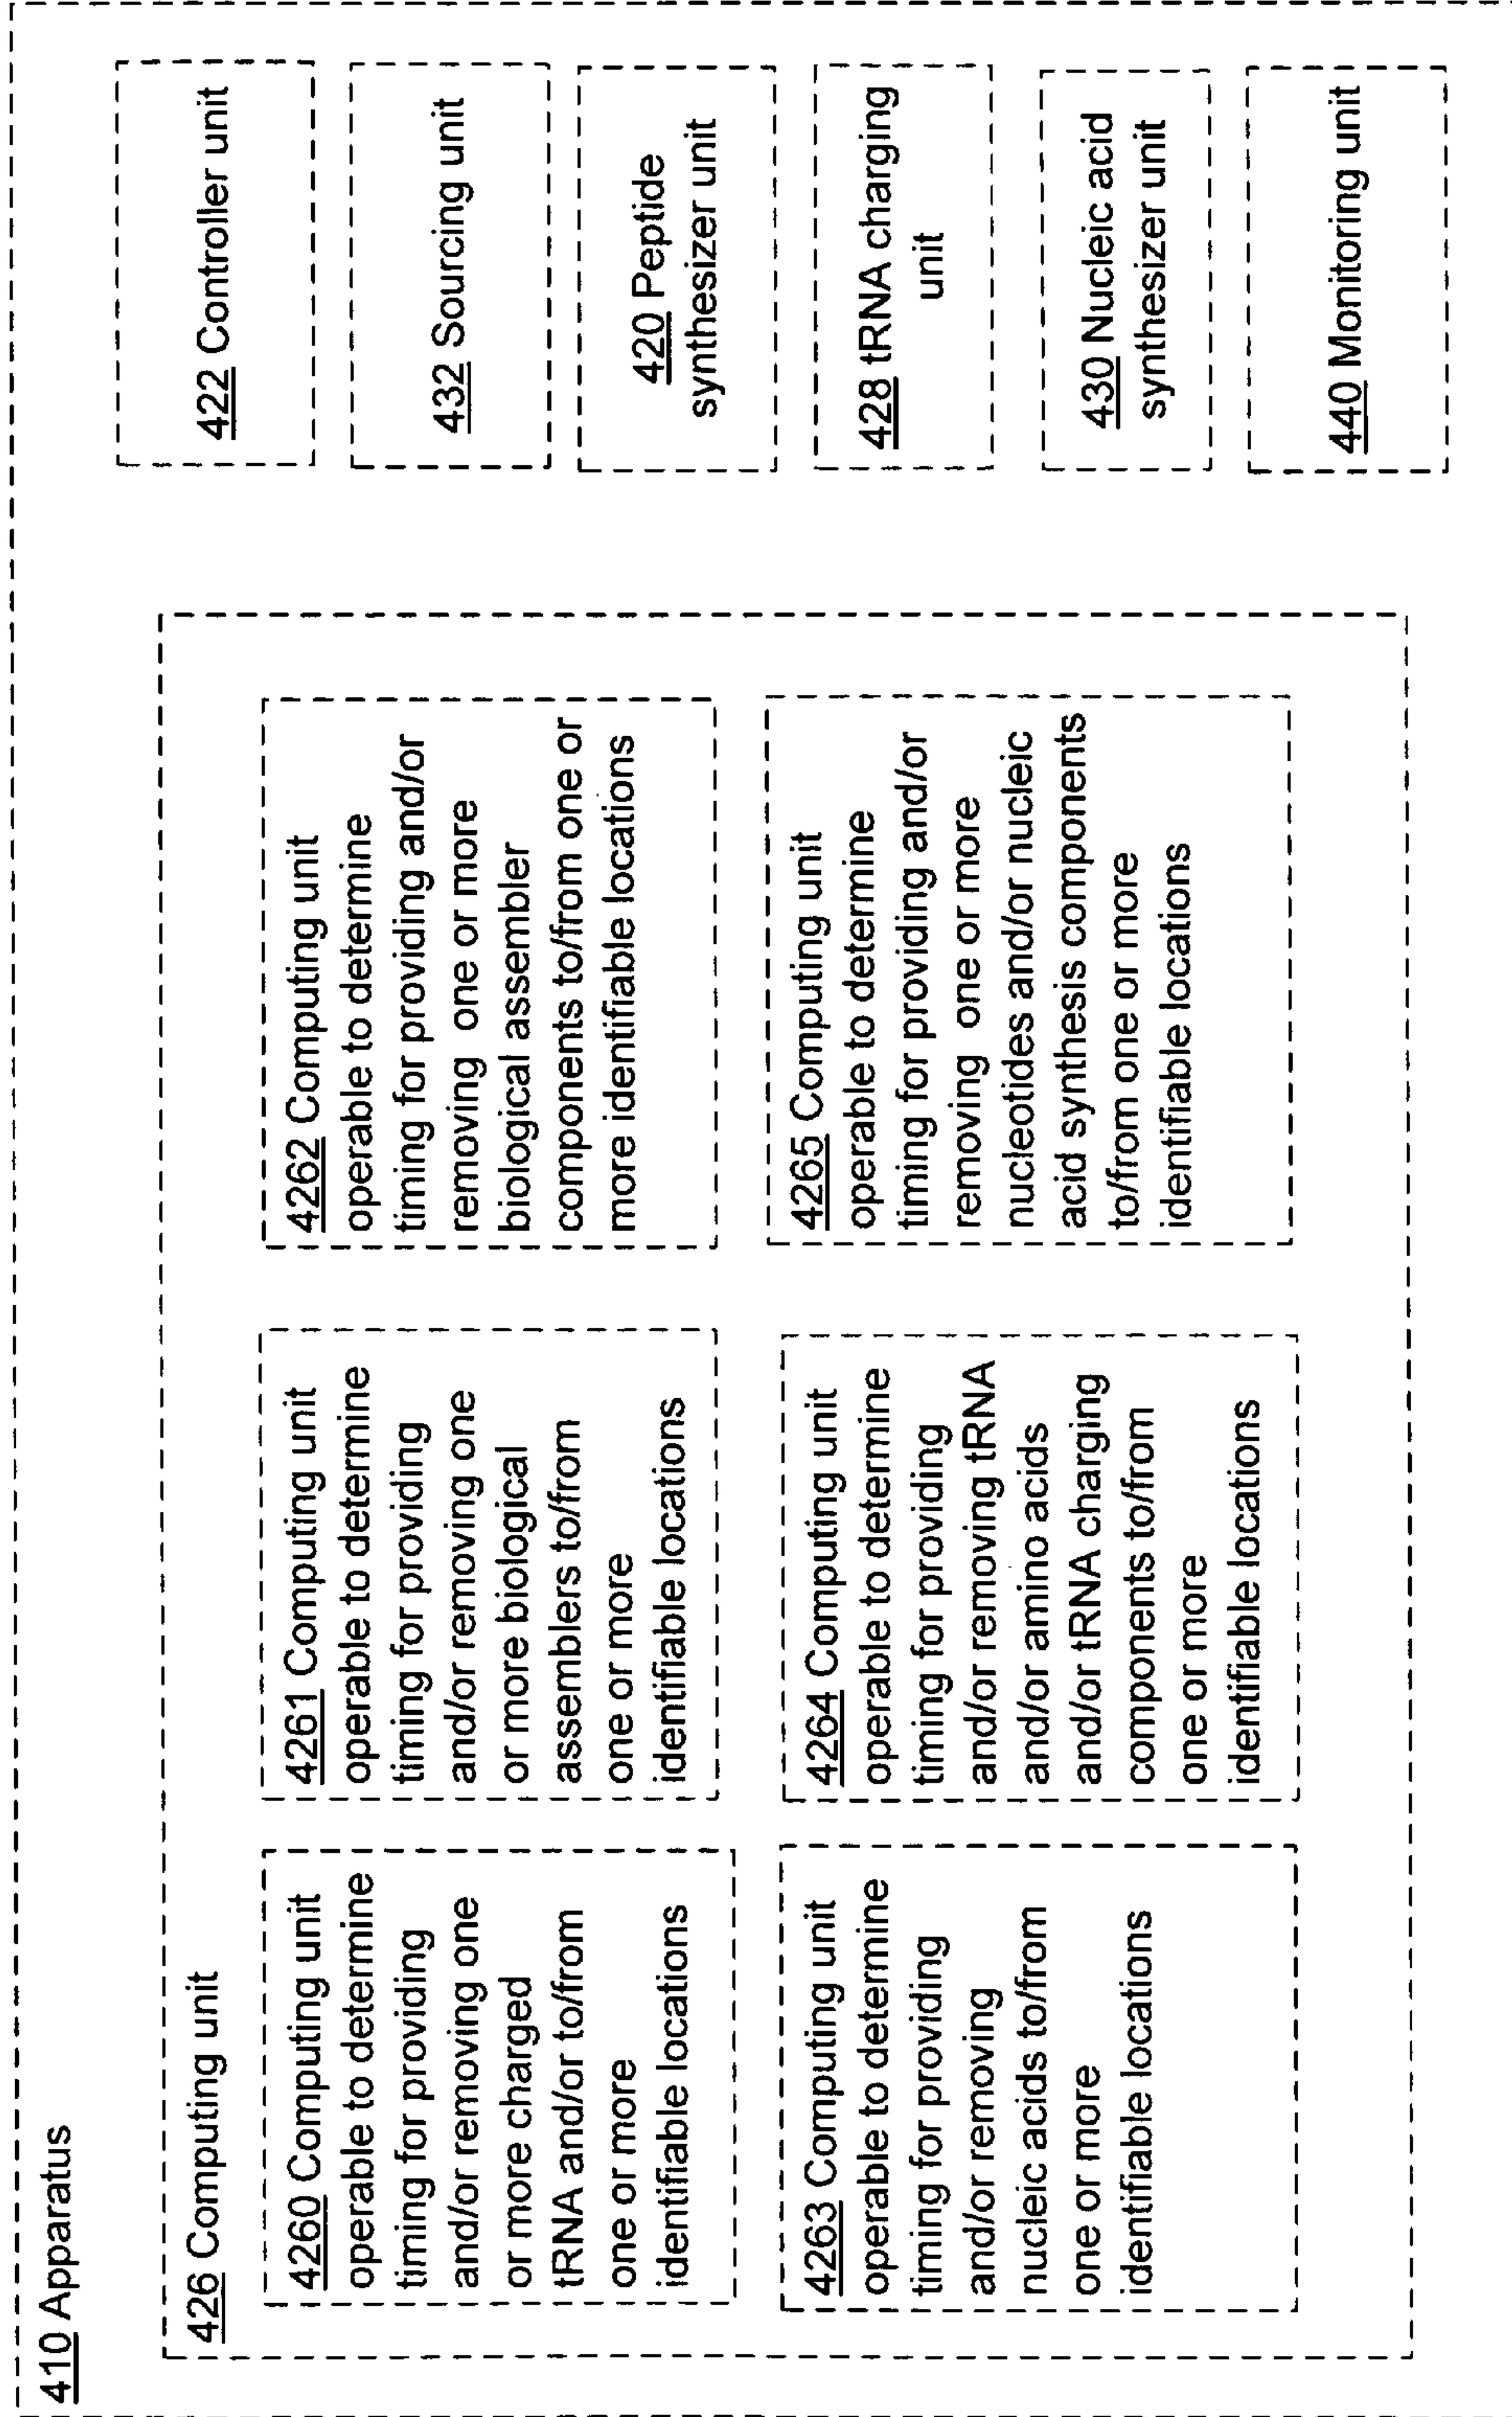 410 Apparatus
426 Computing unit
4260 Computing unit
operable to determine
timing for providing
and/or removing one
or more charged
tRNA and/or to/from
one or more
identifiable locations
4261 Computing unit
operable to determine
timing for providing
and/or removing one
or more biological
assemblers to/from
one or more
identifiable locations
4262 Computing unit
operable to determine
timing for providing and/or
removing one or more
biological assembler
components to/from one or
more identifiable locations
4263 Computing unit
operable to determine
timing for providing
and/or removing
nucleic acids to/from
one or more
identifiable locations
4264 Computing unit
operable to determine
timing for providing
and/or removing tRNA
and/or amino acids
and/or tRNA charging
components to/from
one or more
identifiable locations
4265 Computing unit
operable to determine
timing for providing and/or
removing one or more
nucleotides and/or nucleic
acid synthesis components
to/from one or more
identifiable locations
422 Controller unit
432 Sourcing unit
420 Peptide
synthesizer unit
428 tRNA charging
unit
430 Nucleic acid
synthesizer unit
440 Monitoring unit